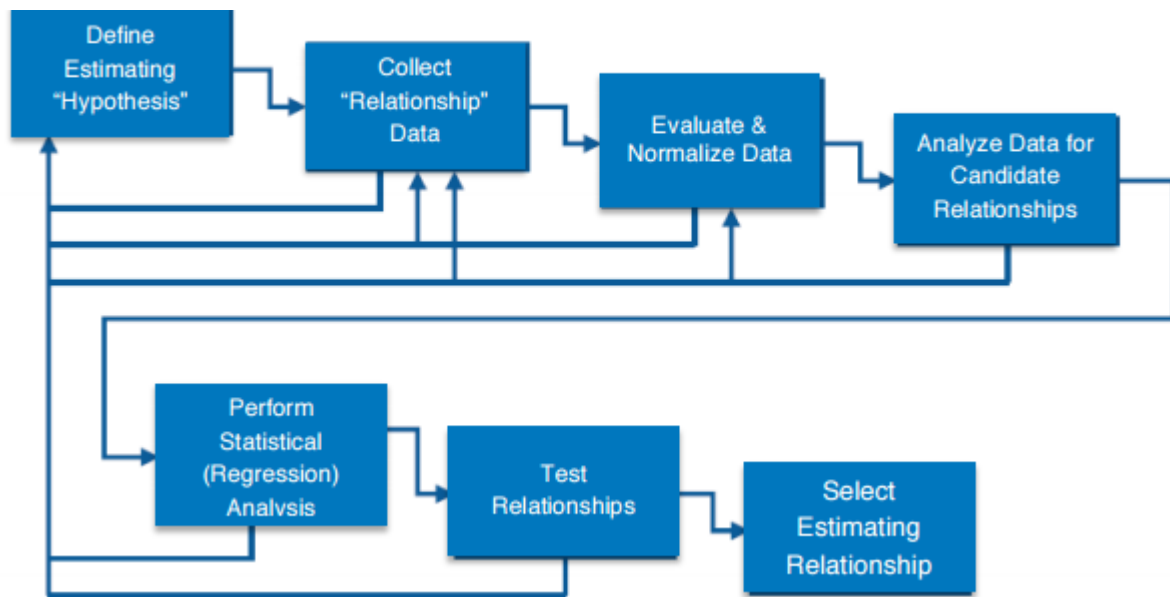 Define
Estimating
“Hypothesis”
Collect
“Relationship”
Data
Evaluate &
Normalize Data
Analyze Data for
Candidate
Relationships
Perform
Statistical
(Regression)
Analysis
Test
Relationships
Select
Estimating
Relationship